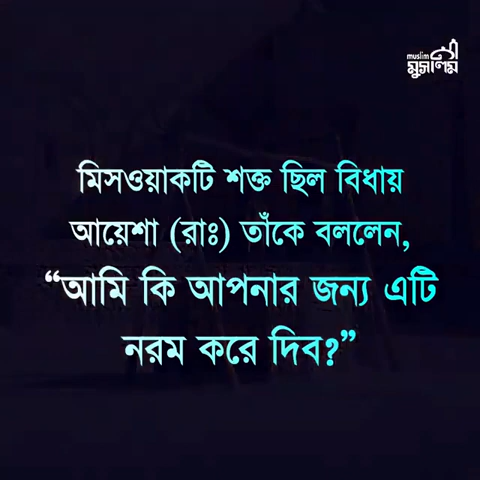 muslim
মুসলিম
মিসওয়াকটি শক্ত ছিল বিধায়
আয়েশা (রাঃ) তাঁকে বললেন,
“আমি কি আপনার জন্য এটি
নরম করে দিব?”